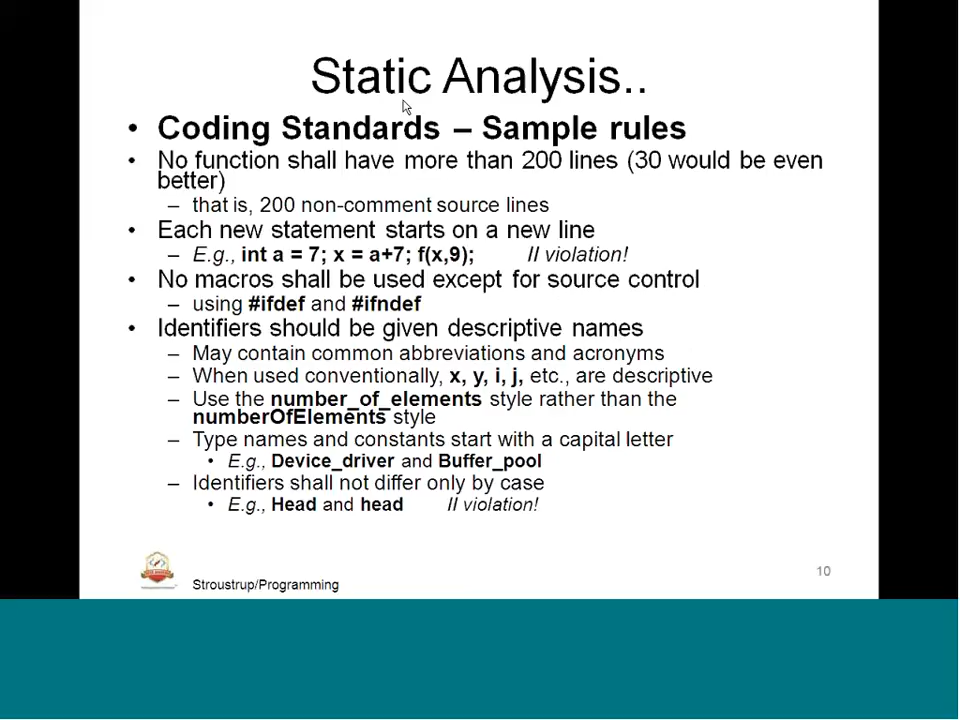 Static Analysis..
• Coding Standards – Sample rules
• No function shall have more than 200 lines (30 would be even
better)
– that is, 200 non-comment source lines
• Each new statement starts on a new line
– E.g., int a = 7; x = a+7; f(x,9); // violation!
• No macros shall be used except for source control
– using #ifdef and #ifndef
• Identifiers should be given descriptive names
– May contain common abbreviations and acronyms
– When used conventionally, x, y, i, j, etc., are descriptive
– Use the number_of_elements style rather than the
numberOfElements style
– Type names and constants start with a capital letter
• E.g., Device_driver and Buffer_pool
– Identifiers shall not differ only by case
• E.g., Head and head // violation!
Stroustrup/Programming
10